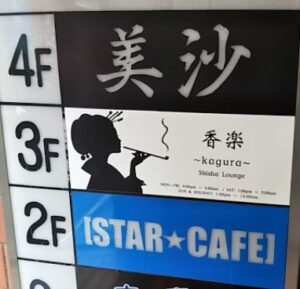 4F
美沙
3F
香楽
~kagura~
Shisha Lounge
2F
[STAR★CAFE]